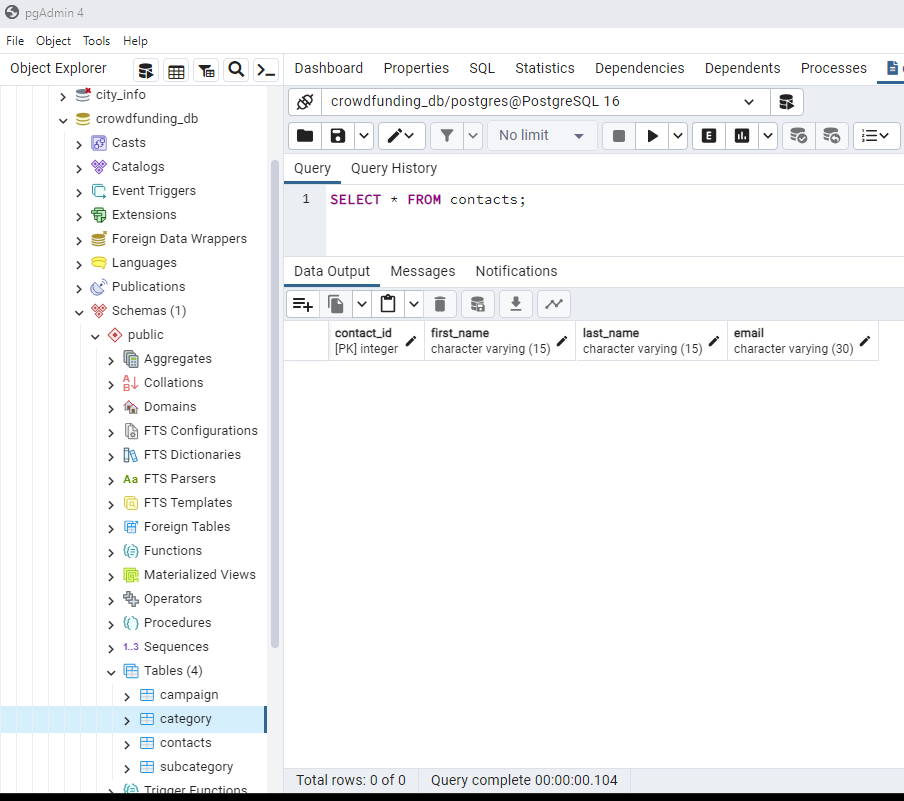 pgAdmin 4
File Object Tools Help
Object Explorer
Dashboard Properties SQL Statistics Dependencies Dependents Processes
city_info
crowdfunding_db
Casts
Catalogs
Event Triggers
Extensions
Foreign Data Wrappers
Languages
Publications
Schemas (1)
public
Aggregates
Collations
Domains
FTS Configurations
FTS Dictionaries
Aa FTS Parsers
FTS Templates
Foreign Tables
Functions
Materialized Views
Operators
Procedures
1..3 Sequences
Tables (4)
campaign
category
contacts
subcategory
Trigger Functions
crowdfunding_db/postgres@PostgreSQL 16
No limit
E
Query Query History
1 SELECT * FROM contacts;
Data Output Messages Notifications
contact_id first_name last_name email
[PK] integer character varying (15) character varying (15) character varying (30)
Total rows: 0 of 0 Query complete 00:00:00.104